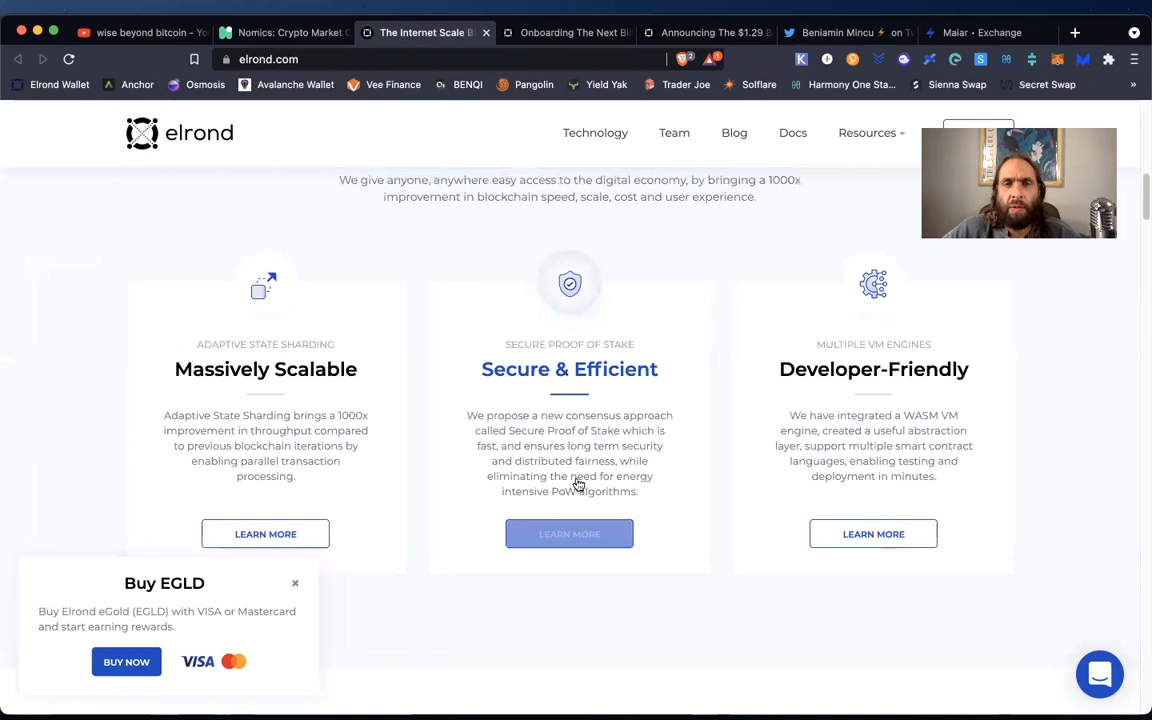 wise beyond bitcoin - Yo
Nomics: Crypto Market C
The Internet Scale B
Onboarding The Next Bi
Announcing The $1.29 B
Beniamin Mincu ⚡ on Tw
Maiar • Exchange
elrond.com
Elrond Wallet
Anchor
Osmosis
Avalanche Wallet
Vee Finance
BENQI
Pangolin
Yield Yak
Trader Joe
Solflare
Harmony One Sta...
Sienna Swap
Secret Swap
»
elrond
Technology
Team
Blog
Docs
Resources
We give anyone, anywhere easy access to the digital economy, by bringing a 1000x
improvement in blockchain speed, scale, cost and user experience.
ADAPTIVE STATE SHARDING
Massively Scalable
Adaptive State Sharding brings a 1000x
improvement in throughput compared
to previous blockchain iterations by
enabling parallel transaction
processing.
LEARN MORE
SECURE PROOF OF STAKE
Secure & Efficient
We propose a new consensus approach
called Secure Proof of Stake which is
fast, and ensures long term security
and distributed fairness, while
eliminating the need for energy
intensive PoW algorithms.
LEARN MORE
MULTIPLE VM ENGINES
Developer-Friendly
We have integrated a WASM VM
engine, created a useful abstraction
layer, support multiple smart contract
languages, enabling testing and
deployment in minutes.
LEARN MORE
Buy EGLD
×
Buy Elrond eGold (EGLD) with VISA or Mastercard
and start earning rewards.
BUY NOW
VISA